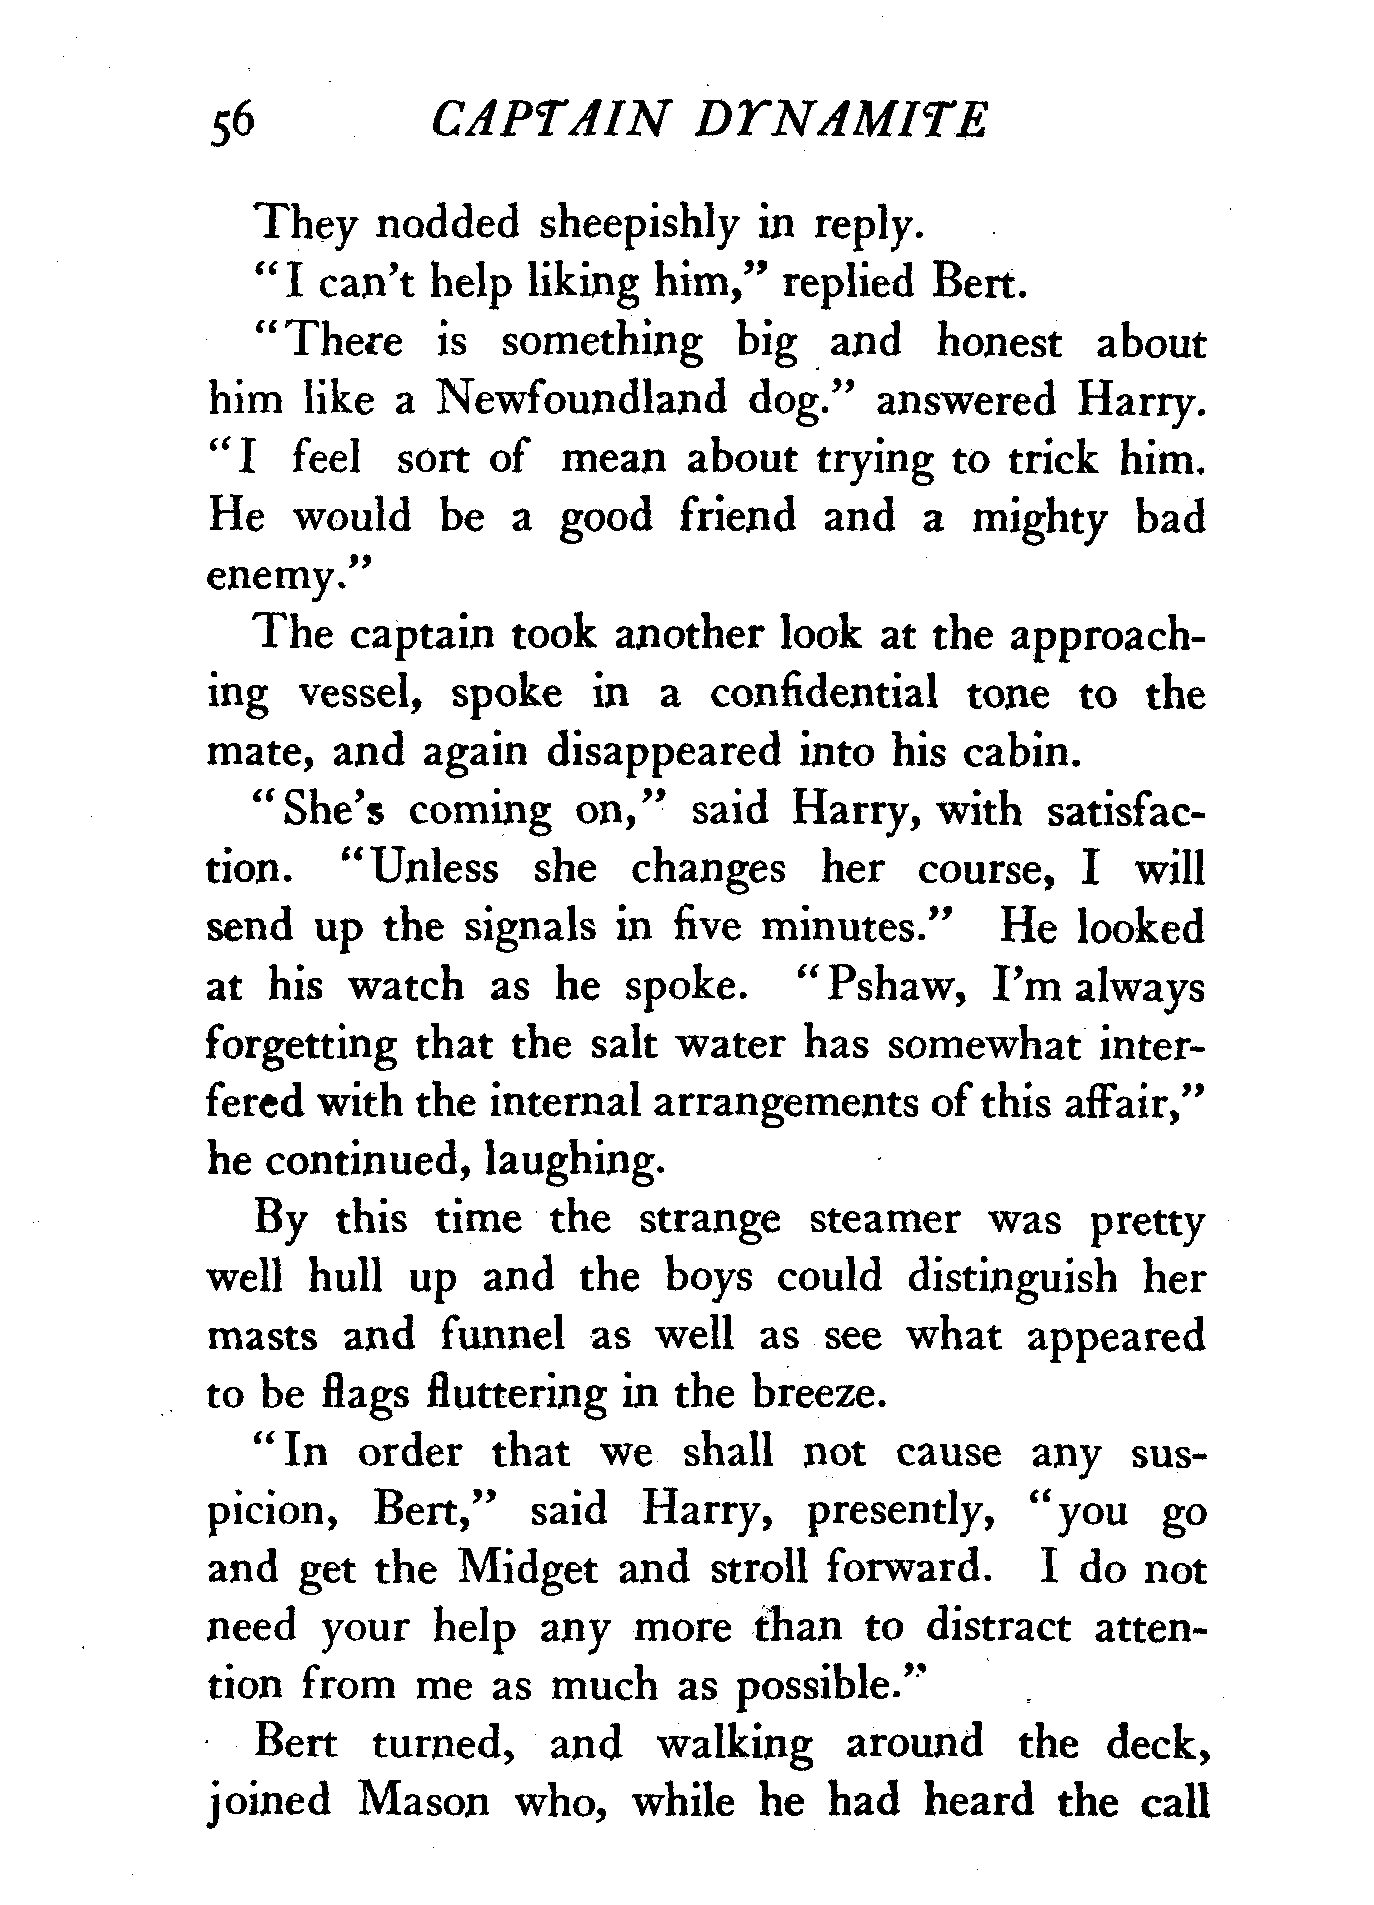 56 CAPTAIN DYNAMITE
They nodded sheepishly in reply.
"I can't help liking him," replied Bert.
"There is something big and honest about
him like a Newfoundland dog." answered Harry.
"I feel sort of mean about trying to trick him.
He would be a good friend and a mighty bad
enemy."
The captain took another look at the approach-
ing vessel, spoke in a confidential tone to the
mate, and again disappeared into his cabin.
"She's coming on," said Harry, with satisfac-
tion. "Unless she changes her course, I will
send up the signals in five minutes." He looked
at his watch as he spoke. "Pshaw, I'm always
forgetting that the salt water has somewhat inter-
fered with the internal arrangements of this affair,"
he continued, laughing.
By this time the strange steamer was pretty
well hull up and the boys could distinguish her
masts and funnel as well as see what appeared
to be flags fluttering in the breeze.
"In order that we shall not cause any sus-
picion, Bert," said Harry, presently, "you go
and get the Midget and stroll forward. I do not
need your help any more than to distract atten-
tion from me as much as possible."
Bert turned, and walking around the deck,
joined Mason who, while he had heard the call